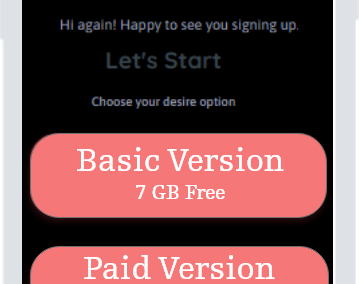 Hi again! Happy to see you signing up.
Let's Start
Choose your desire option
Basic Version
7 GB Free
Paid Version